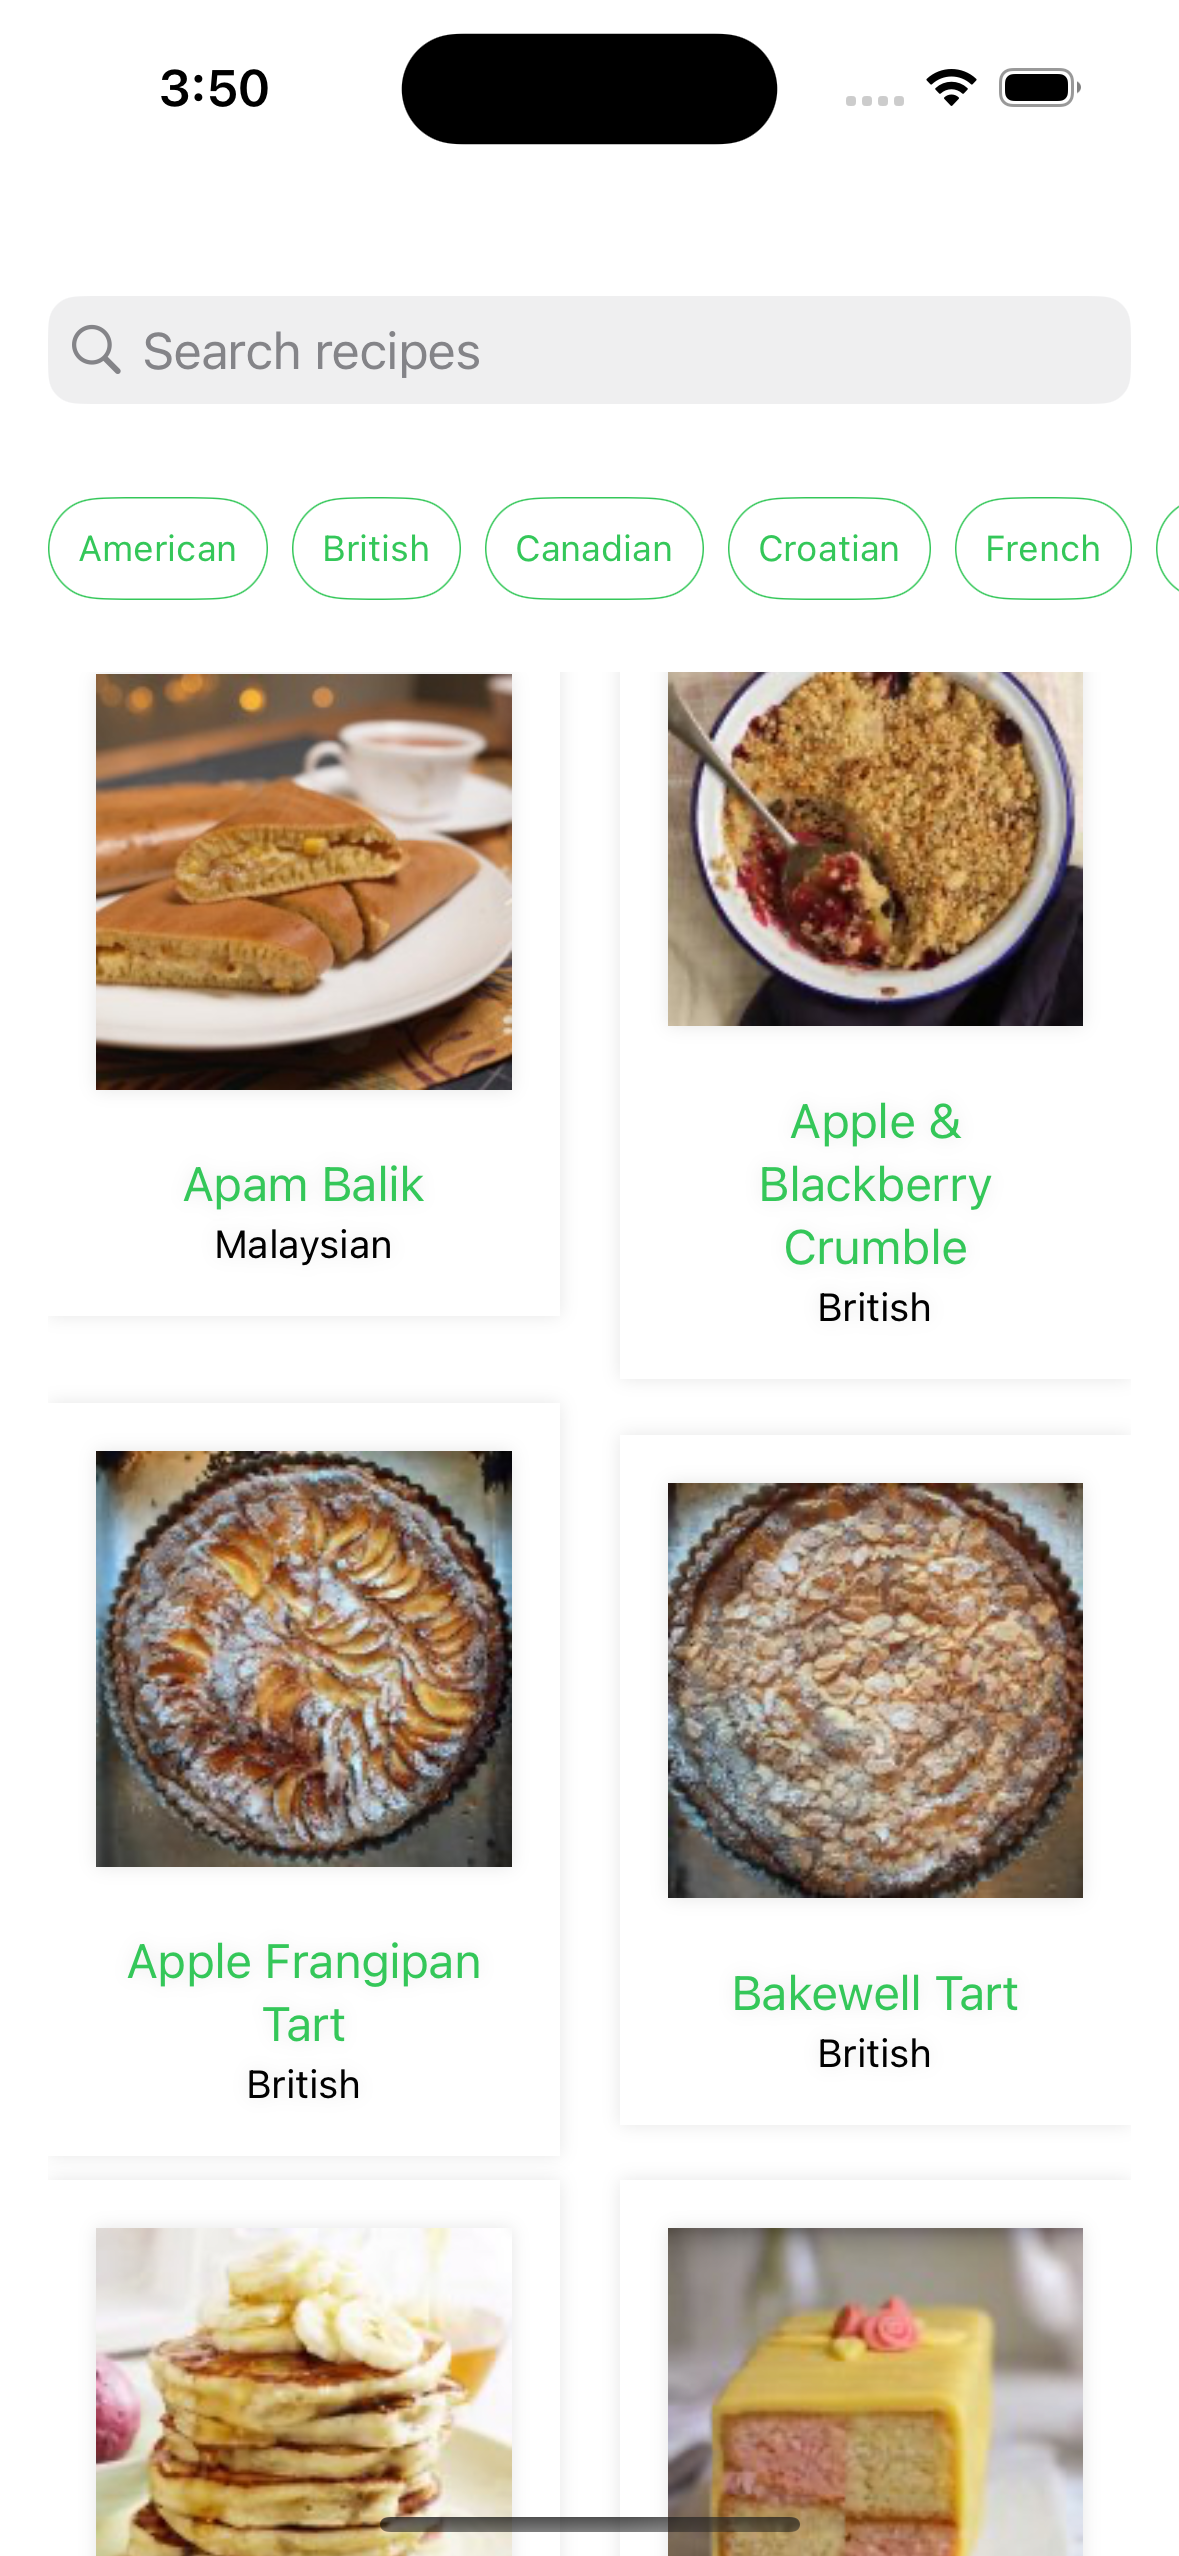 3:50
Search recipes
American
British
Canadian
Croatian
French
Apam Balik
Malaysian
Apple &
Blackberry
Crumble
British
Apple Frangipan
Tart
British
Bakewell Tart
British